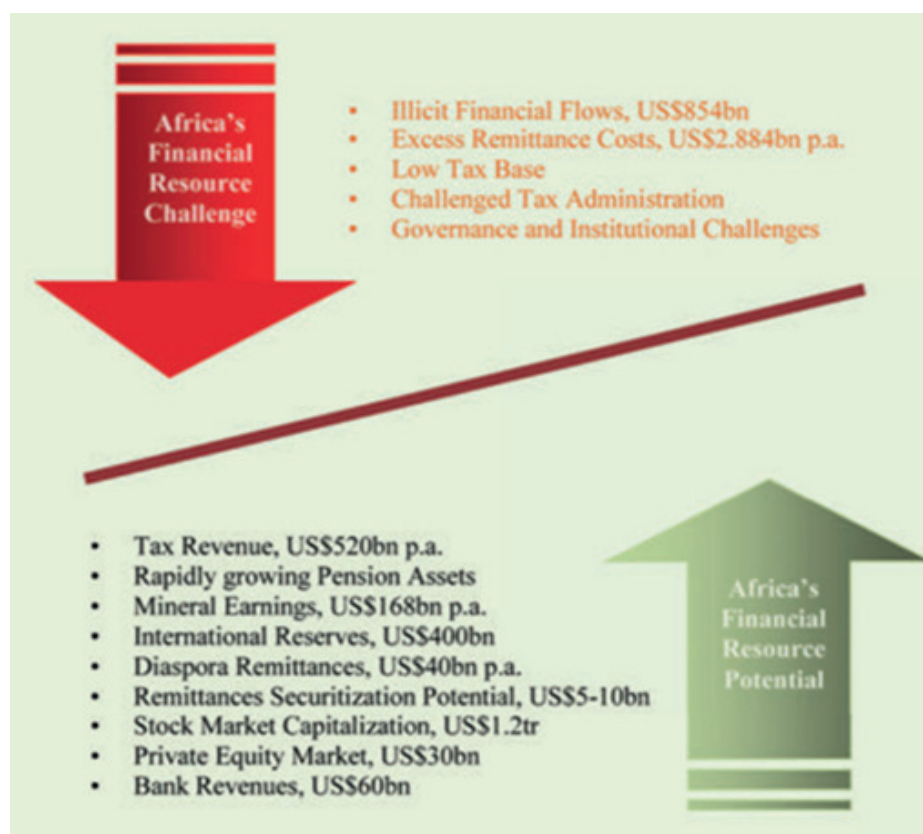 Africa's
Financial
Resource
Challenge
• Illicit Financial Flows, US$854bn
• Excess Remittance Costs, US$2.884bn p.a.
• Low Tax Base
• Challenged Tax Administration
• Governance and Institutional Challenges
• Tax Revenue, US$520bn p.a.
• Rapidly growing Pension Assets
• Mineral Earnings, US$168bn p.a.
• International Reserves, US$400bn
• Diaspora Remittances, US$40bn p.a.
• Remittances Securitization Potential, US$5-10bn
• Stock Market Capitalization, US$1.2tr
• Private Equity Market, US$30bn
• Bank Revenues, US$60bn
Africa's
Financial
Resource
Potential